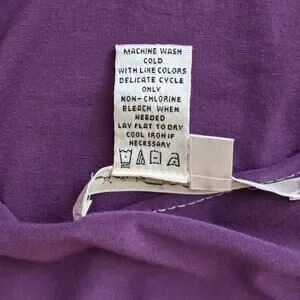 MACHINE WASH
COLD
WITH LIKE COLORS
DELICATE CYCLE
ONLY
NON-CHLORINE
BLEACH WHEN
NEEDED
LAY FLAT TO DRY
COOL IRON IF
NECESSARY